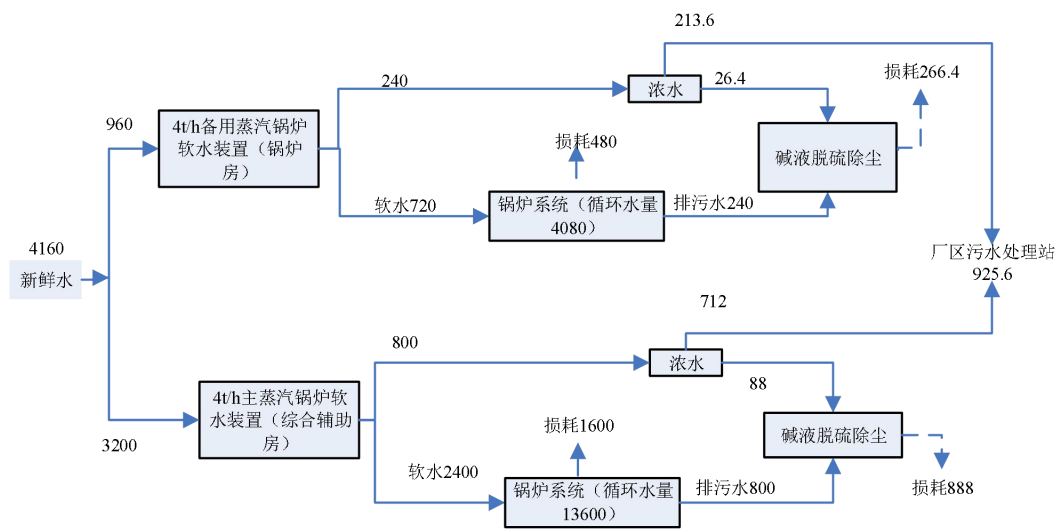 213.6
240
浓水
26.4
损耗266.4
960
4t/h备用蒸汽锅炉
软水装置（锅炉
房）
损耗480
碱液脱硫除尘
软水720
锅炉系统（循环水量
4080）
排污水240
4160
新鲜水
厂区污水处理站
925.6
712
800
浓水
88
4t/h主蒸汽锅炉软
水装置（综合辅助
房）
3200
损耗1600
碱液脱硫除尘
软水2400
锅炉系统（循环水量
13600）
排污水800
损耗888